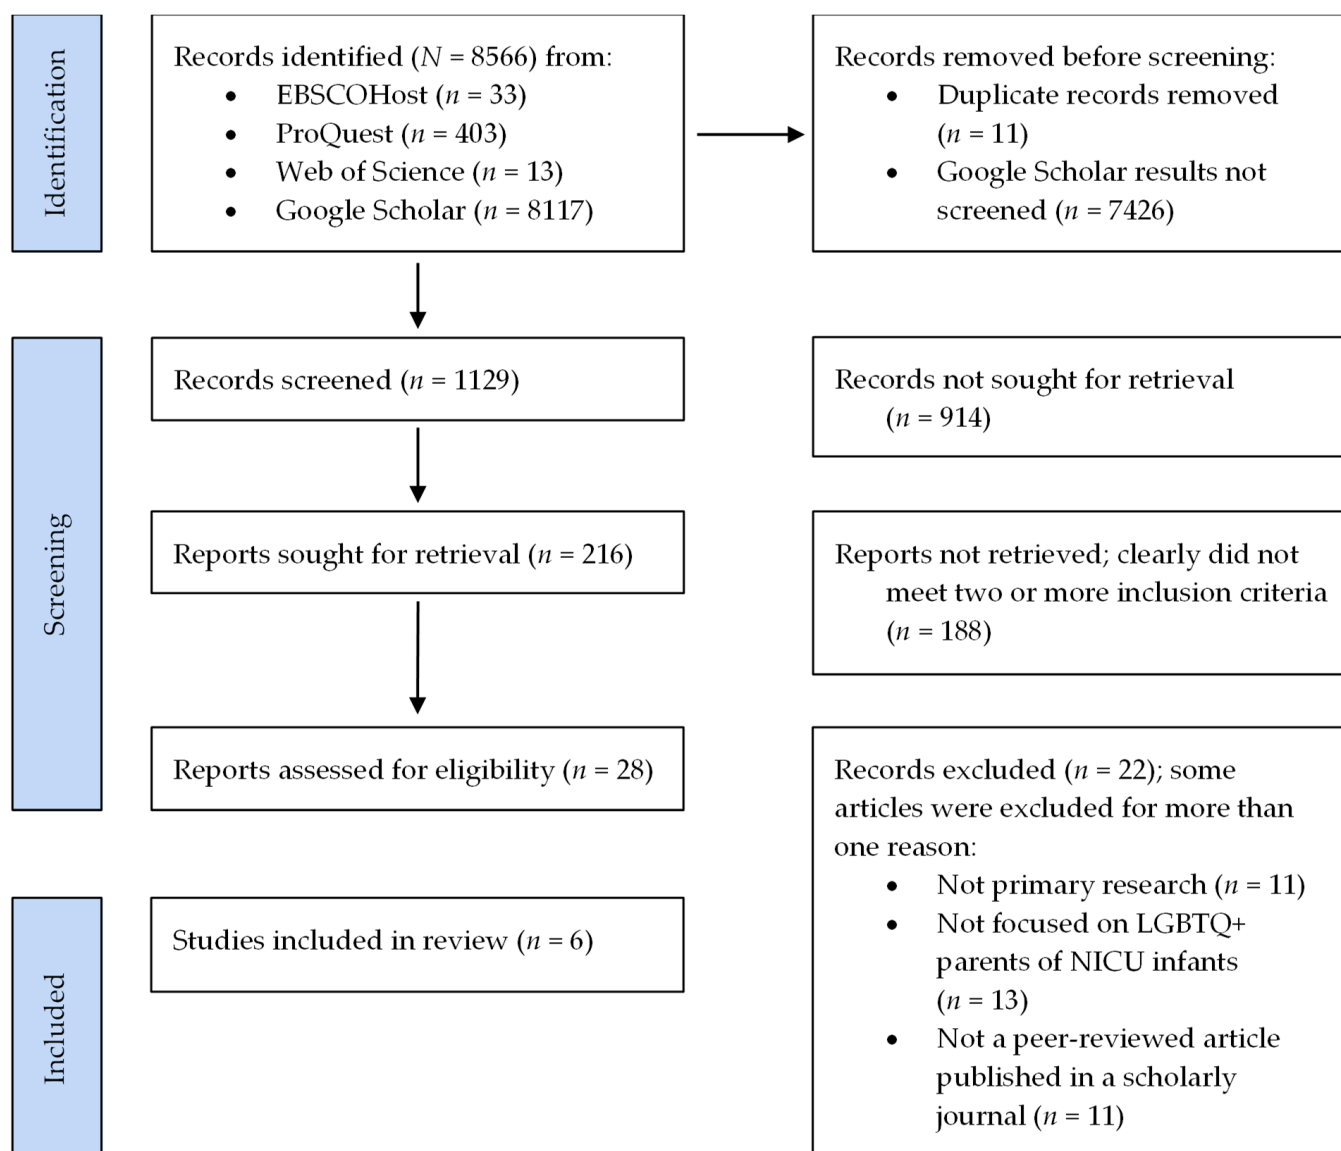 Identification
Records identified (N = 8566) from:
• EBSCOHost (n = 33)
• ProQuest (n = 403)
• Web of Science (n = 13)
• Google Scholar (n = 8117)
Records removed before screening:
• Duplicate records removed
(n = 11)
• Google Scholar results not
screened (n = 7426)
Screening
Records screened (n = 1129)
Records not sought for retrieval
(n = 914)
Reports sought for retrieval (n = 216)
Reports not retrieved; clearly did not
meet two or more inclusion criteria
(n = 188)
Reports assessed for eligibility (n = 28)
Records excluded (n = 22); some
articles were excluded for more than
one reason:
• Not primary research (n = 11)
• Not focused on LGBTQ+
parents of NICU infants
(n = 13)
• Not a peer-reviewed article
published in a scholarly
journal (n = 11)
Included
Studies included in review (n = 6)